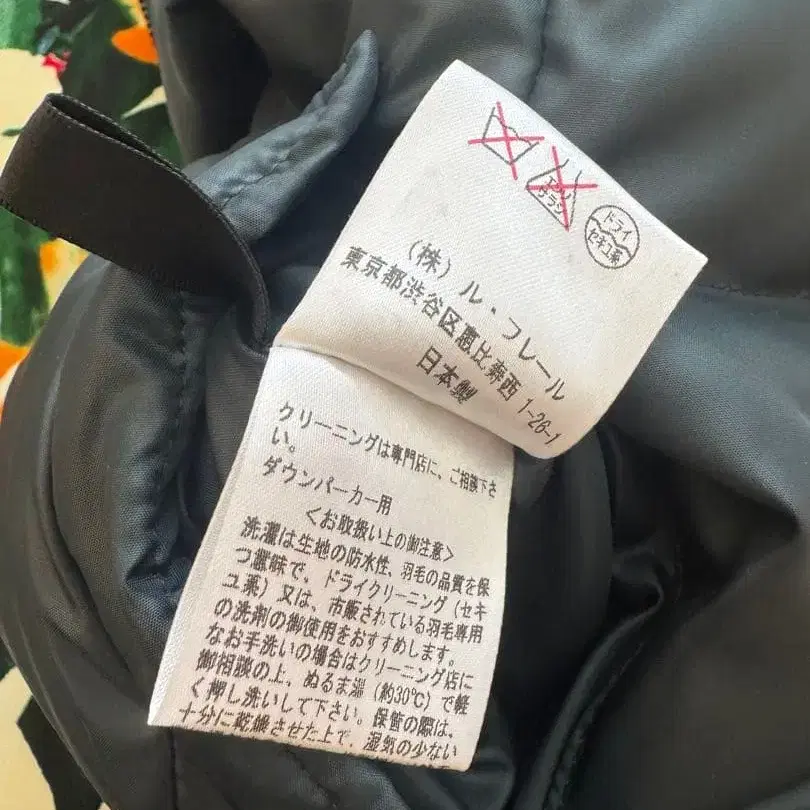 エンソ
サラシ
ドライ
セキユ系
(株)ル・フレール
東京都渋谷区恵比寿西 1-26-1
日本製
クリーニングは専門店に、ご相談下さ
い。
ダウンパーカー用
<お取扱い上の御注意>
洗濯は生地の防水性、羽毛の品質を保
つ意味で、ドライクリーニング(セキ
ユ系)又は、市販されている羽毛専用
の洗剤の御使用をおすすめします。
なお手洗いの場合はクリーニング店に
御相談の上、ぬるま湯(約30℃)で軽
く押し洗いして下さい。保管の際は、
十分に乾燥させた上で、湿気の少ない